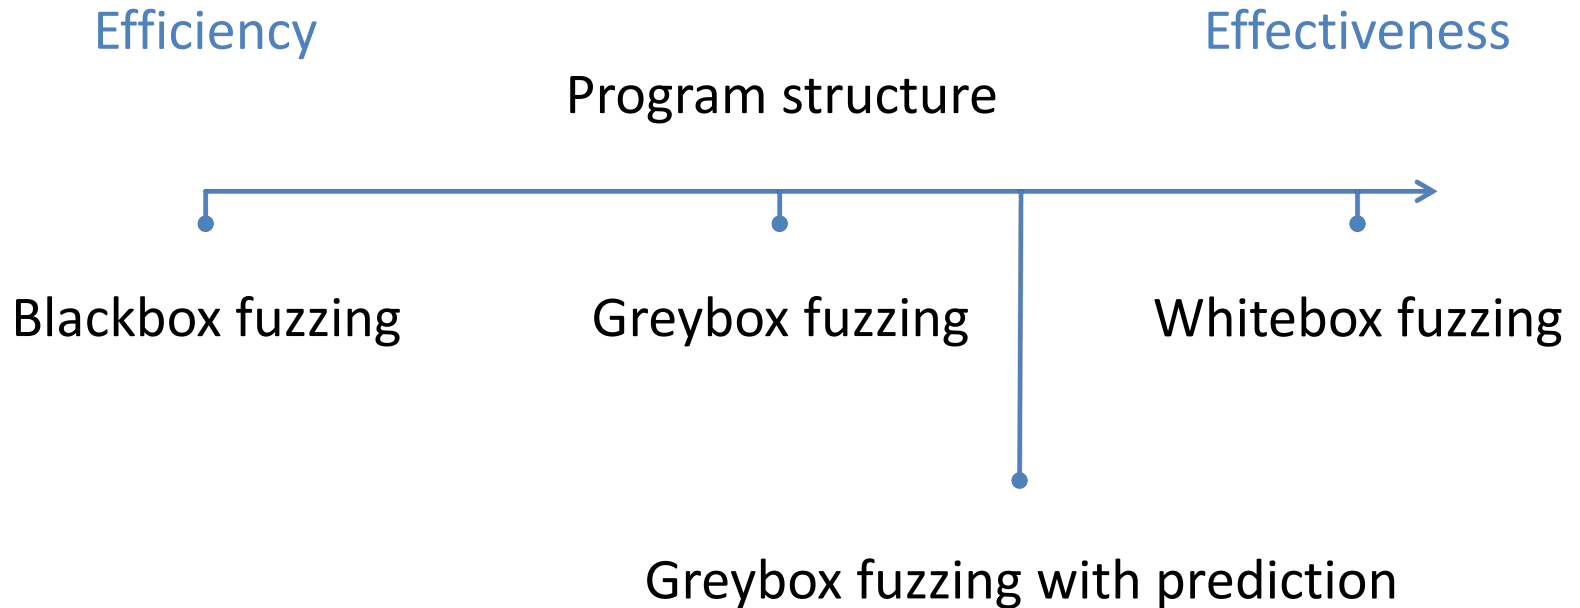 Efficiency
Effectiveness
Program structure
Blackbox fuzzing
Greybox fuzzing
Whitebox fuzzing
Greybox fuzzing with prediction